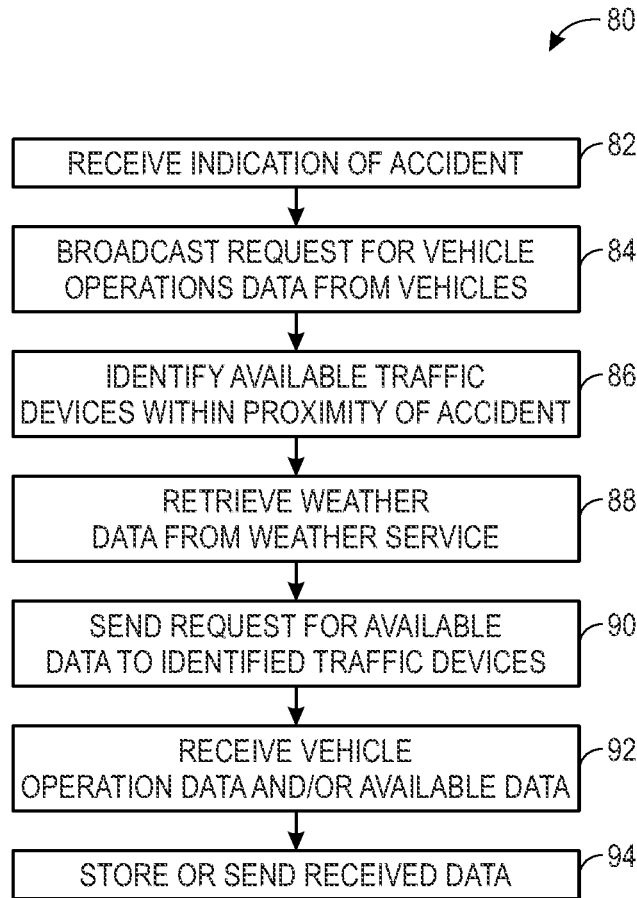 80
RECEIVE INDICATION OF ACCIDENT
82
BROADCAST REQUEST FOR VEHICLE
OPERATIONS DATA FROM VEHICLES
84
IDENTIFY AVAILABLE TRAFFIC
DEVICES WITHIN PROXIMITY OF ACCIDENT
86
RETRIEVE WEATHER
DATA FROM WEATHER SERVICE
88
SEND REQUEST FOR AVAILABLE
DATA TO IDENTIFIED TRAFFIC DEVICES
90
RECEIVE VEHICLE
OPERATION DATA AND/OR AVAILABLE DATA
92
STORE OR SEND RECEIVED DATA
94